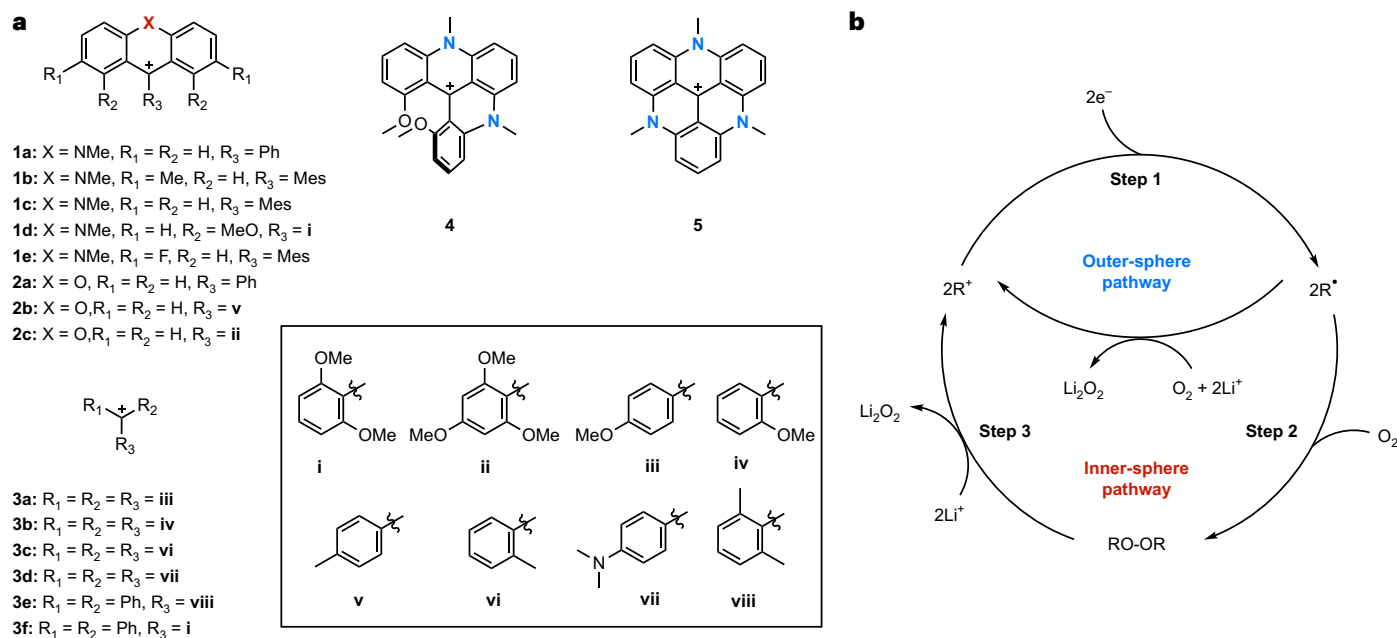 a
X
R₁
R₁
+
R₂
R₃
R₂
1a: X = NMe, R₁ = R₂ = H, R₃ = Ph
1b: X = NMe, R₁ = Me, R₂ = H, R₃ = Mes
1c: X = NMe, R₁ = R₂ = H, R₃ = Mes
1d: X = NMe, R₁ = H, R₂ = MeO, R₃ = i
1e: X = NMe, R₁ = F, R₂ = H, R₃ = Mes
2a: X = O, R₁ = R₂ = H, R₃ = Ph
2b: X = O,R₁ = R₂ = H, R₃ = v
2c: X = O,R₁ = R₂ = H, R₃ = ii
R₁
+
R₂
R₃
3a: R₁ = R₂ = R₃ = iii
3b: R₁ = R₂ = R₃ = iv
3c: R₁ = R₂ = R₃ = vi
3d: R₁ = R₂ = R₃ = vii
3e: R₁ = R₂ = Ph, R₃ = viii
3f: R₁ = R₂ = Ph, R₃ = i
N
+
O
O
N
4
N
+
N
N
5
OMe
OMe
i
OMe
MeO
OMe
ii
MeO
iii
OMe
iv
v
vi
N
vii
viii
b
2e⁻
Step 1
Outer-sphere
pathway
2R⁺
2R•
Li₂O₂
O₂ + 2Li⁺
Li₂O₂
Step 3
Step 2
O₂
Inner-sphere
pathway
2Li⁺
RO-OR